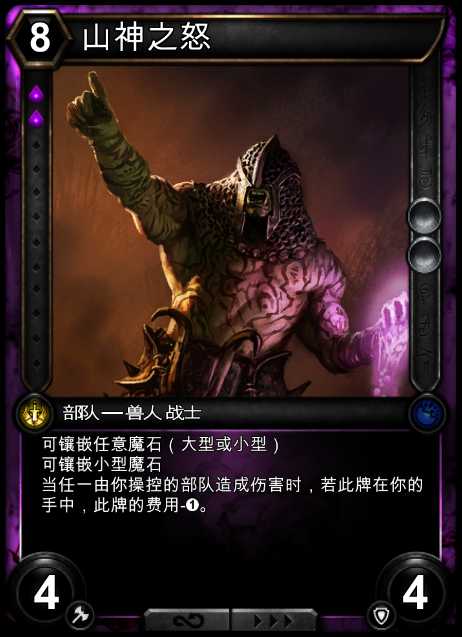 8 山神之怒
部队 — 兽人 战士
可镶嵌任意魔石（大型或小型）
可镶嵌小型魔石
当任一由你操控的部队造成伤害时，若此牌在你的
手中，此牌的费用-❶。
4 4